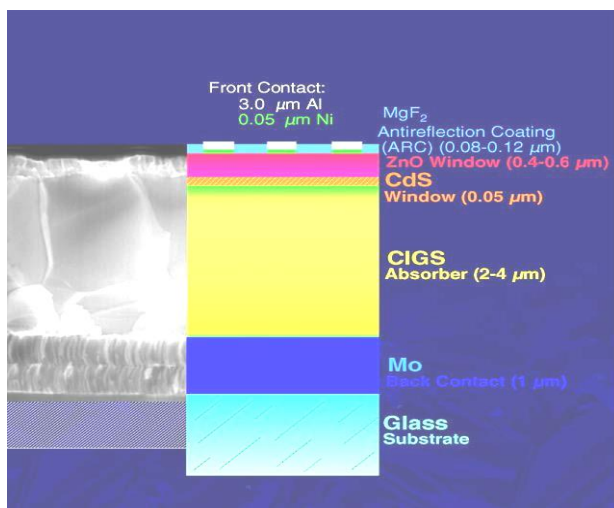 Front Contact:
3.0 μm Al
0.05 μm Ni
MgF₂
Antireflection Coating
(ARC) (0.08-0.12 μm)
ZnO Window (0.4-0.6 μm)
CdS
Window (0.05 μm)
CIGS
Absorber (2-4 μm)
Mo
Back Contact (1 μm)
Glass
Substrate